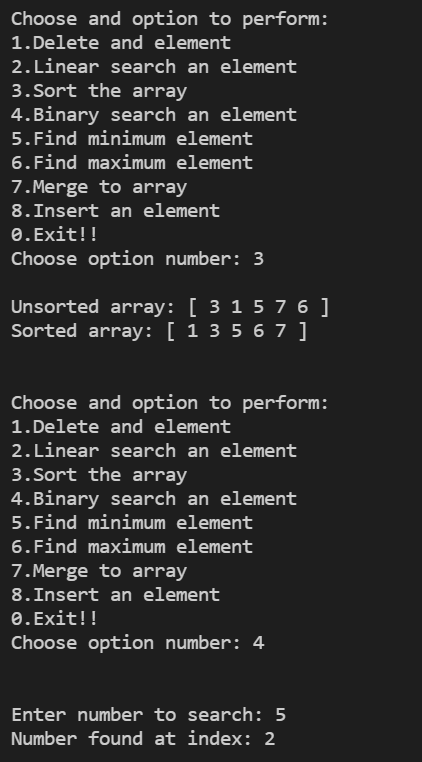 Choose and option to perform:
1.Delete and element
2.Linear search an element
3.Sort the array
4.Binary search an element
5.Find minimum element
6.Find maximum element
7.Merge to array
8.Insert an element
0.Exit!!
Choose option number: 3
Unsorted array: [ 3 1 5 7 6 ]
Sorted array: [ 1 3 5 6 7 ]
Choose and option to perform:
1.Delete and element
2.Linear search an element
3.Sort the array
4.Binary search an element
5.Find minimum element
6.Find maximum element
7.Merge to array
8.Insert an element
0.Exit!!
Choose option number: 4
Enter number to search: 5
Number found at index: 2